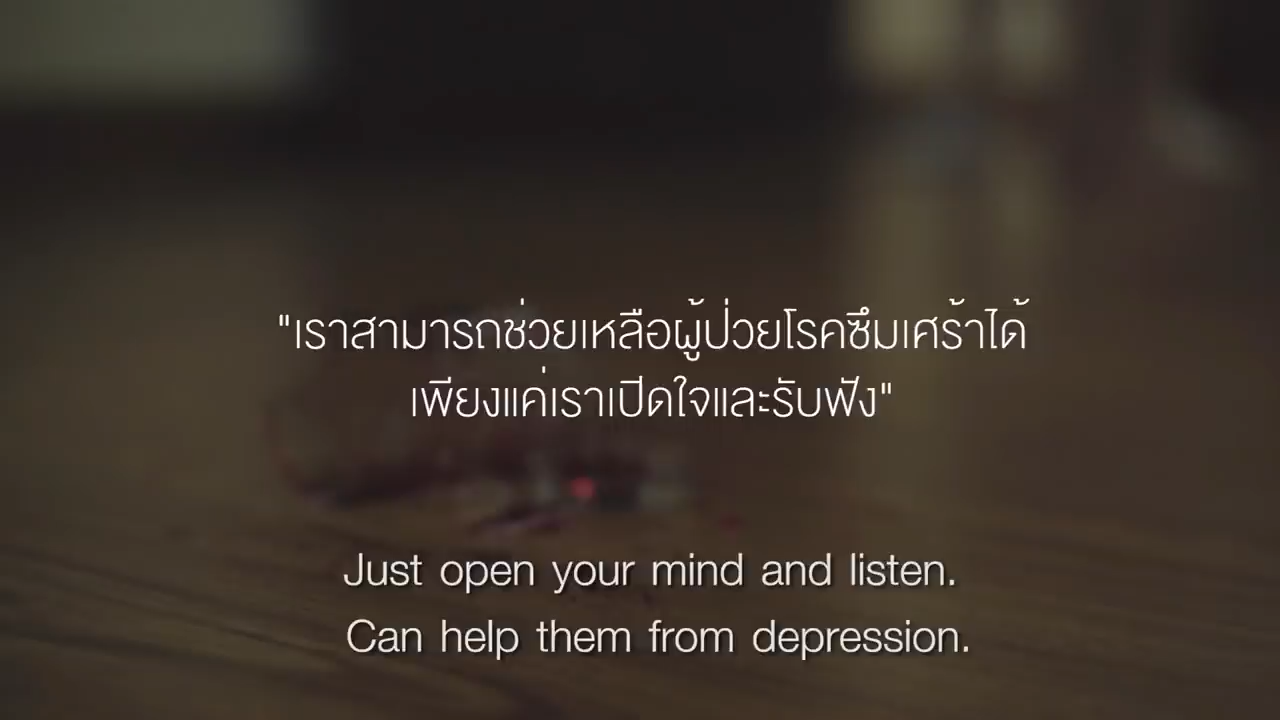 "เราสามารถช่วยเหลือผู้ป่วยโรคซึมเศร้าได้
เพียงแค่เราเปิดใจและรับฟัง"
Just open your mind and listen.
Can help them from depression.